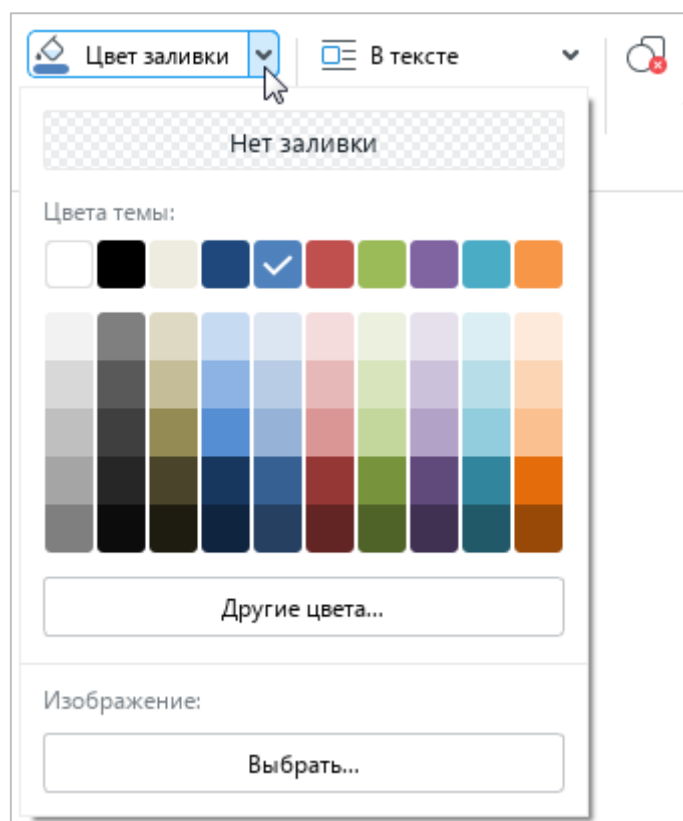 Цвет заливки
В тексте
Нет заливки
Цвета темы:
Другие цвета...
Изображение:
Выбрать...